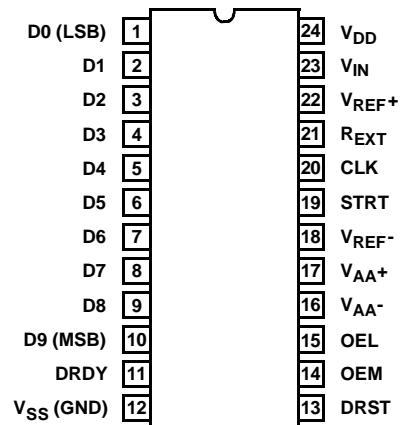 D0 (LSB) 1 24 VDD
D1 2 23 VIN
D2 3 22 VREF+
D3 4 21 REXT
D4 5 20 CLK
D5 6 19 STRT
D6 7 18 VREF-
D7 8 17 VAA+
D8 9 16 VAA-
D9 (MSB) 10 15 OEL
DRDY 11 14 OEM
VSS (GND) 12 13 DRST